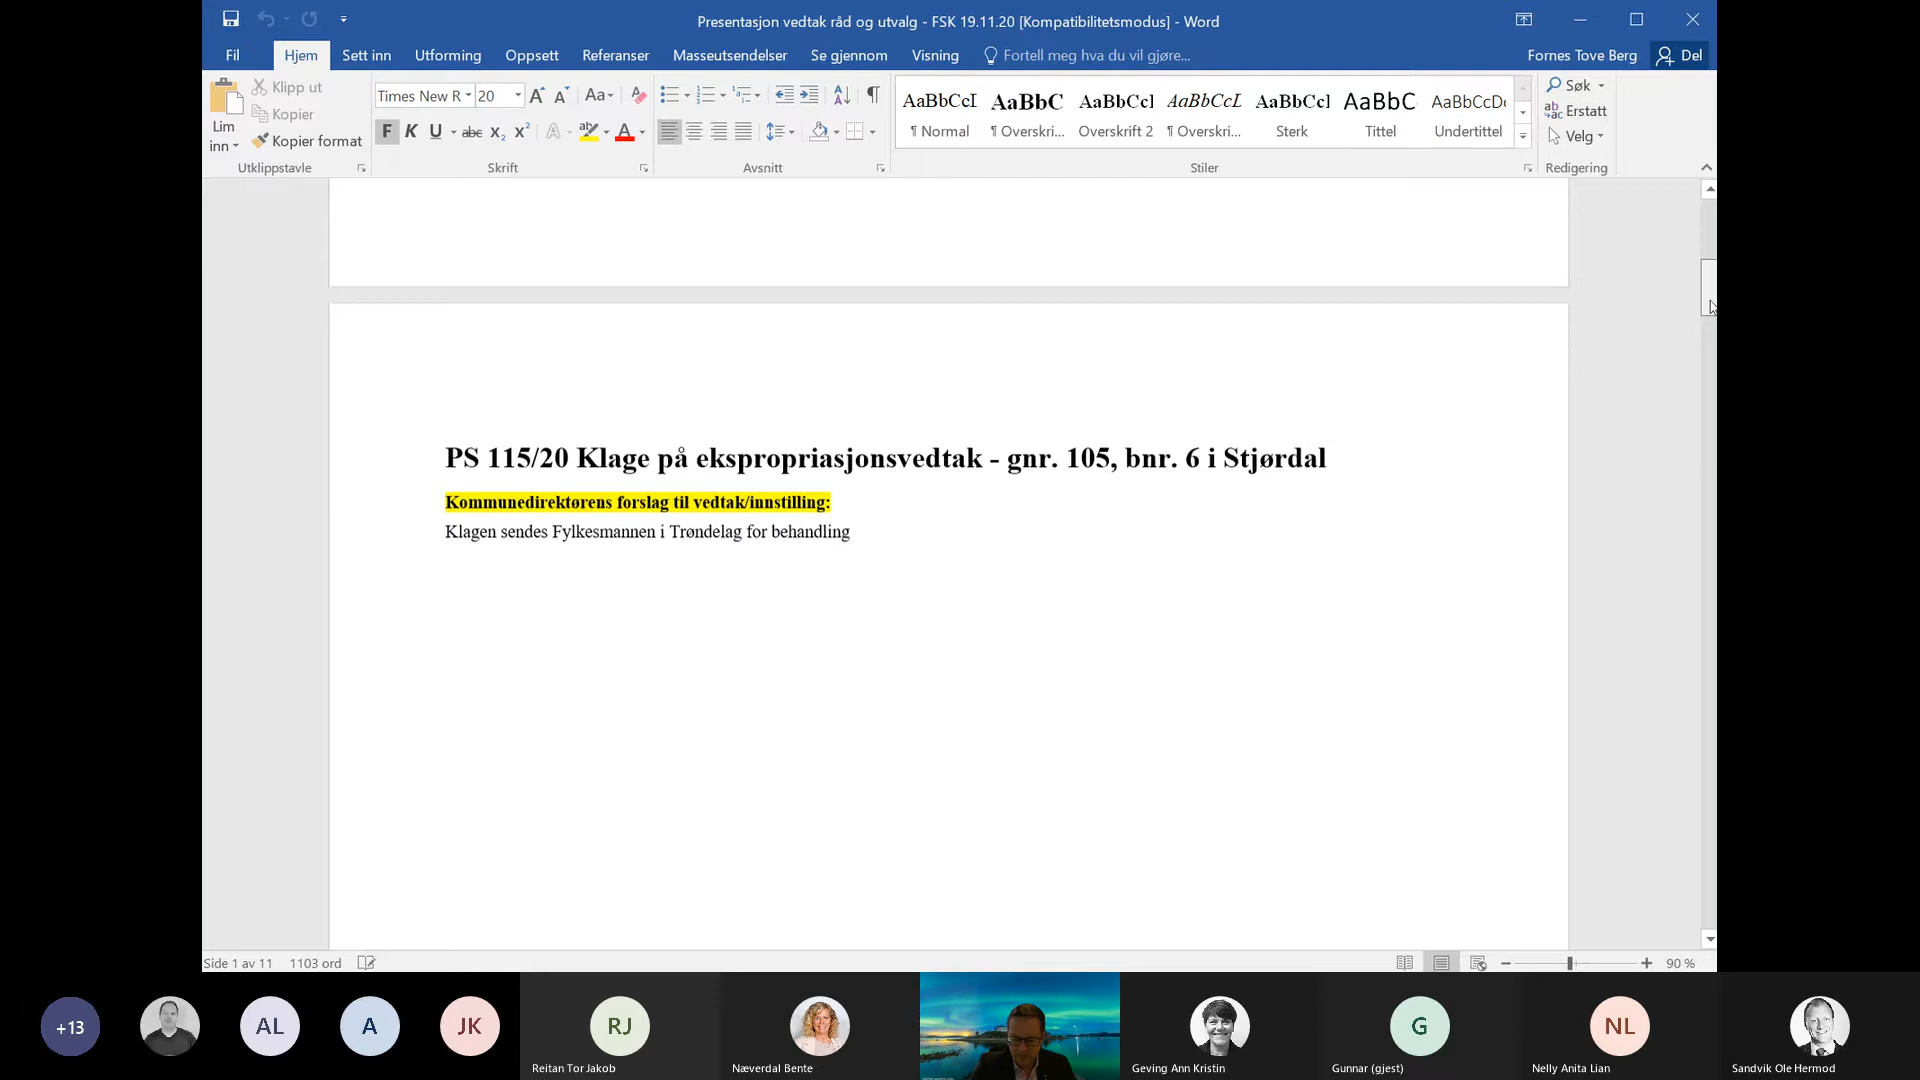 Presentasjon vedtak råd og utvalg - FSK 19.11.20 [Kompatibilitetsmodus] - Word
Fil Hjem Sett inn Utforming Oppsett Referanser Masseutsendelser Se gjennom Visning Fortell meg hva du vil gjøre... Fornes Tove Berg Del
Lim inn
Klipp ut
Kopier
Kopier format
Utklippstavle
Times New R 20
F K U abc x₂ x²
Skrift
Avsnitt
AaBbCcI AaBbC AaBbCcI AaBbCcL AaBbCcI AaBbC AaBbCcD
¶ Normal ¶ Overskri... Overskrift 2 ¶ Overskri... Sterk Tittel Undertittel
Stiler
Søk
Erstatt
Velg
Redigering
PS 115/20 Klage på ekspropriasjonsvedtak - gnr. 105, bnr. 6 i Stjørdal
Kommunedirektørens forslag til vedtak/innstilling:
Klagen sendes Fylkesmannen i Trøndelag for behandling
Side 1 av 11 1103 ord 90 %
+13 AL A JK RJ G NL
Reitan Tor Jakob Næverdal Bente Geving Ann Kristin Gunnar (gjest) Nelly Anita Lian Sandvik Ole Hermod